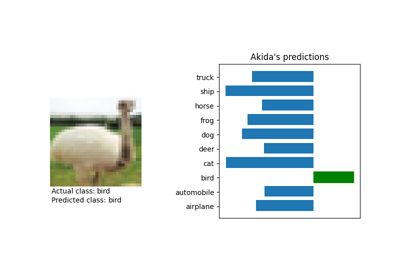 Akida's predictions
truck
ship
horse
frog
dog
deer
cat
bird
automobile
airplane
Actual class: bird
Predicted class: bird